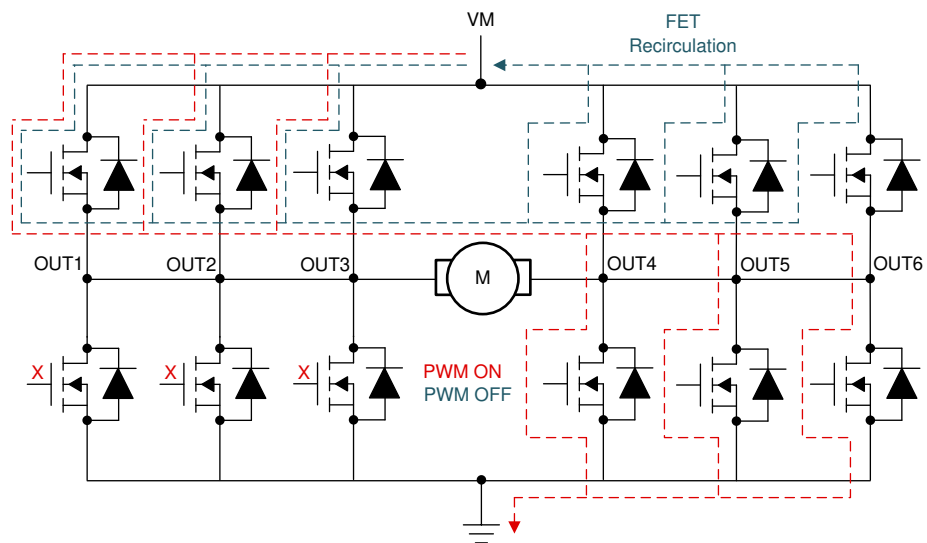 VM
FET
Recirculation
OUT1
OUT2
OUT3
M
OUT4
OUT5
OUT6
X
X
X
PWM ON
PWM OFF